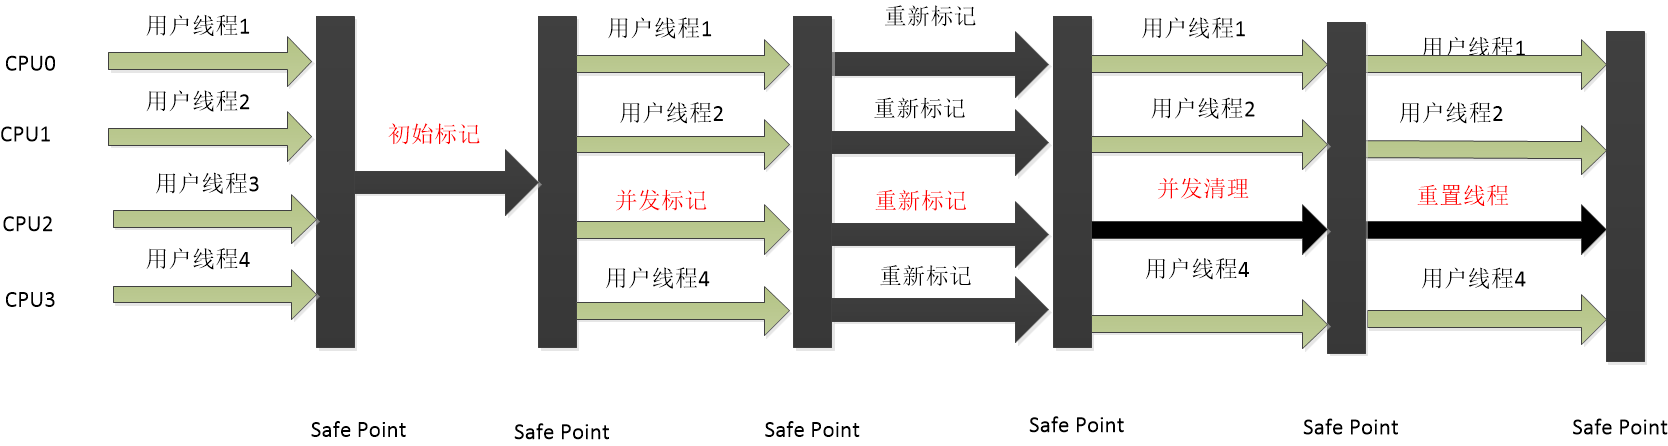 用户线程1
用户线程1
重新标记
用户线程1
用户线程1
CPU0
用户线程2
用户线程2
重新标记
用户线程2
用户线程2
CPU1
初始标记
用户线程3
并发标记
重新标记
并发清理
重置线程
CPU2
用户线程4
用户线程4
重新标记
用户线程4
用户线程4
CPU3
Safe Point
Safe Point
Safe Point
Safe Point
Safe Point
Safe Point